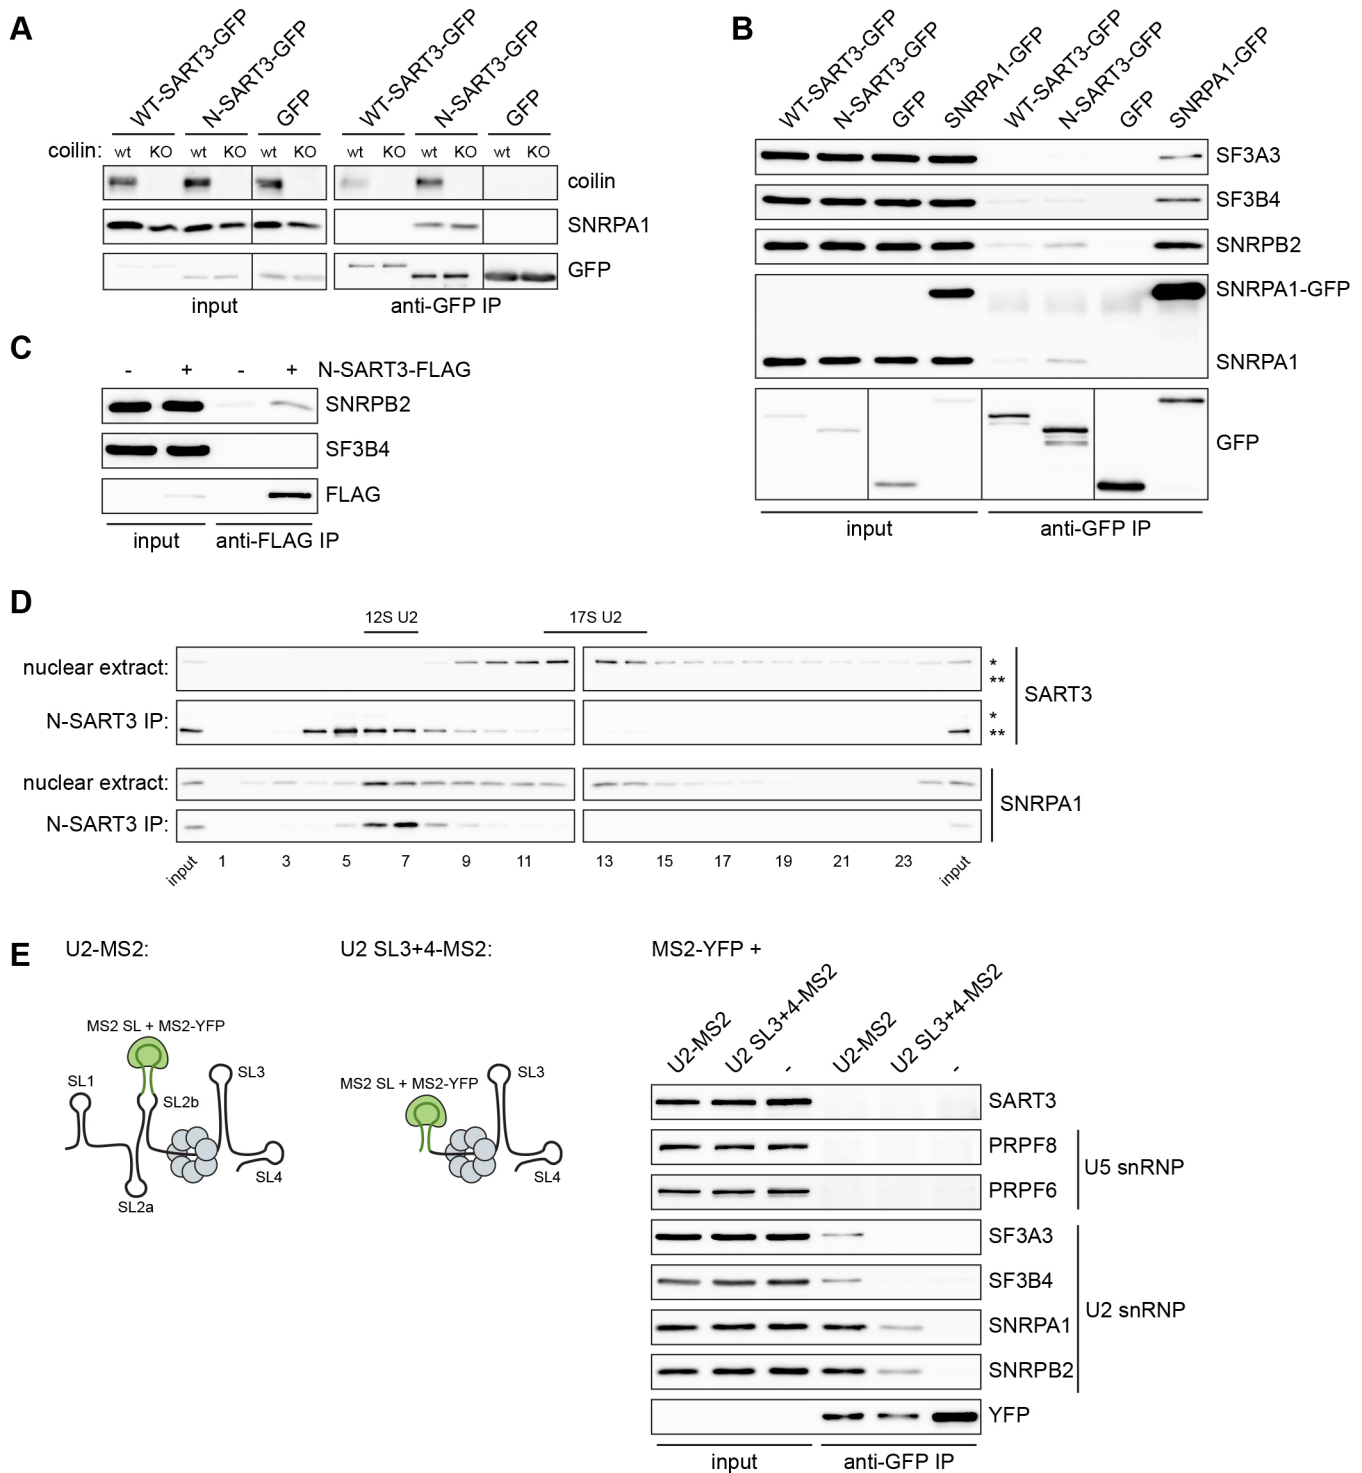 A
WT-SART3-GFP
N-SART3-GFP
GFP
WT-SART3-GFP
N-SART3-GFP
GFP
coilin: wt KO wt KO wt KO wt KO wt KO wt KO
coilin
SNRPA1
GFP
input
anti-GFP IP
B
WT-SART3-GFP
N-SART3-GFP
GFP
SNRPA1-GFP
WT-SART3-GFP
N-SART3-GFP
GFP
SNRPA1-GFP
SF3A3
SF3B4
SNRPB2
SNRPA1-GFP
SNRPA1
GFP
input
anti-GFP IP
C
- + - + N-SART3-FLAG
SNRPB2
SF3B4
FLAG
input
anti-FLAG IP
D
12S U2
17S U2
nuclear extract:
*
**
N-SART3 IP:
*
**
SART3
nuclear extract:
N-SART3 IP:
SNRPA1
input 1 3 5 7 9 11 13 15 17 19 21 23 input
E
U2-MS2:
MS2 SL + MS2-YFP
SL1
SL2b
SL3
SL4
SL2a
U2 SL3+4-MS2:
MS2 SL + MS2-YFP
SL3
SL4
MS2-YFP +
U2-MS2
U2 SL3+4-MS2
-
U2-MS2
U2 SL3+4-MS2
-
SART3
PRPF8
PRPF6
U5 snRNP
SF3A3
SF3B4
SNRPA1
SNRPB2
U2 snRNP
YFP
input
anti-GFP IP